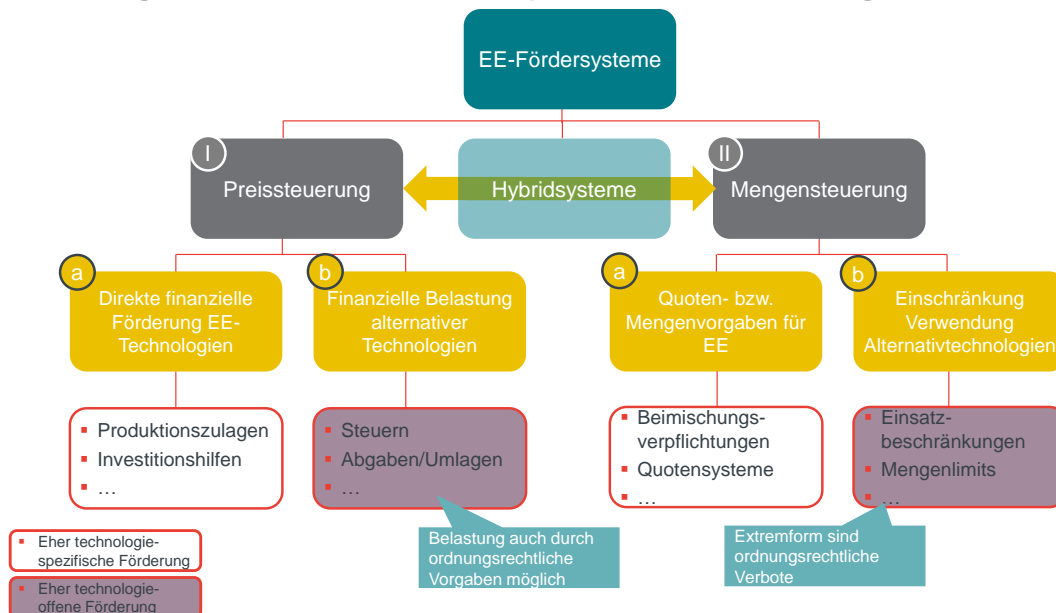 EE-Fördersysteme
I
Preissteuerung
Hybridsysteme
II
Mengensteuerung
a
Direkte finanzielle
Förderung EE-
Technologien
b
Finanzielle Belastung
alternativer
Technologien
a
Quoten- bzw.
Mengenvorgaben für
EE
b
Einschränkung
Verwendung
Alternativtechnologien
▪ Produktionszulagen
▪ Investitionshilfen
▪ …
▪ Steuern
▪ Abgaben/Umlagen
▪ …
▪ Beimischungs-
verpflichtungen
▪ Quotensysteme
▪ …
▪ Einsatz-
beschränkungen
▪ Mengenlimits
▪ …
Belastung auch durch
ordnungsrechtliche
Vorgaben möglich
Extremform sind
ordnungsrechtliche
Verbote
▪ Eher technologie-
spezifische Förderung
▪ Eher technologie-
offene Förderung